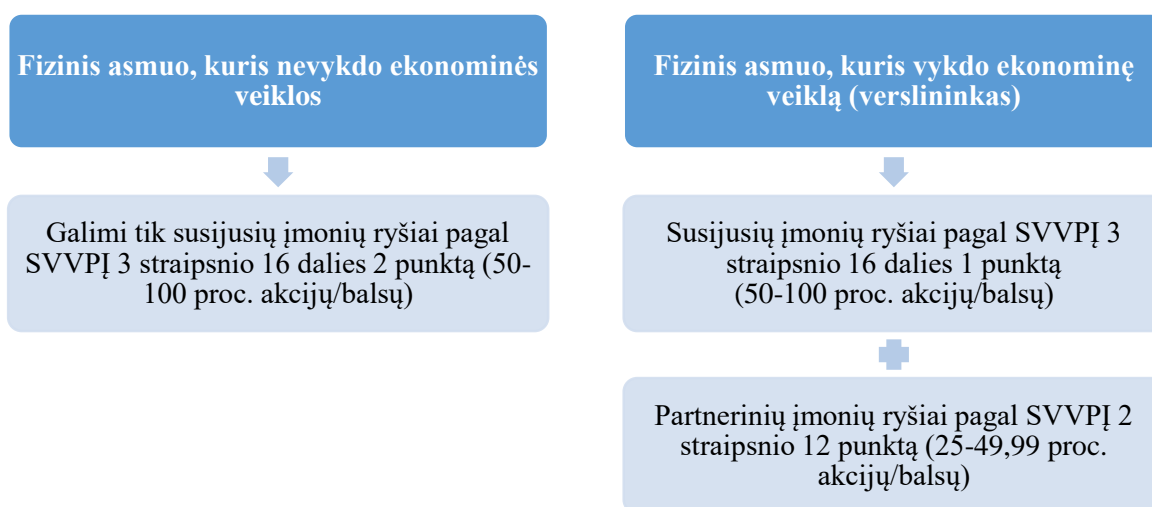 Fizinis asmuo, kuris nevykdo ekonominės
veiklos
Galimi tik susijusių įmonių ryšiai pagal
SVVPĮ 3 straipsnio 16 dalies 2 punktą (50-
100 proc. akcijų/balsų)
Fizinis asmuo, kuris vykdo ekonominę
veiklą (verslininkas)
Susijusių įmonių ryšiai pagal SVVPĮ 3
straipsnio 16 dalies 1 punktą
(50-100 proc. akcijų/balsų)
Partnerinių įmonių ryšiai pagal SVVPĮ 2
straipsnio 12 punktą (25-49,99 proc.
akcijų/balsų)